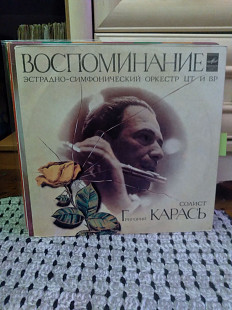 ВОСПОМИНАНИЕ
ЭСТРАДНО-СИМФОНИЧЕСКИЙ ОРКЕСТР ЦТ И ВР
СОЛИСТ
Григорий КАРАСЬ